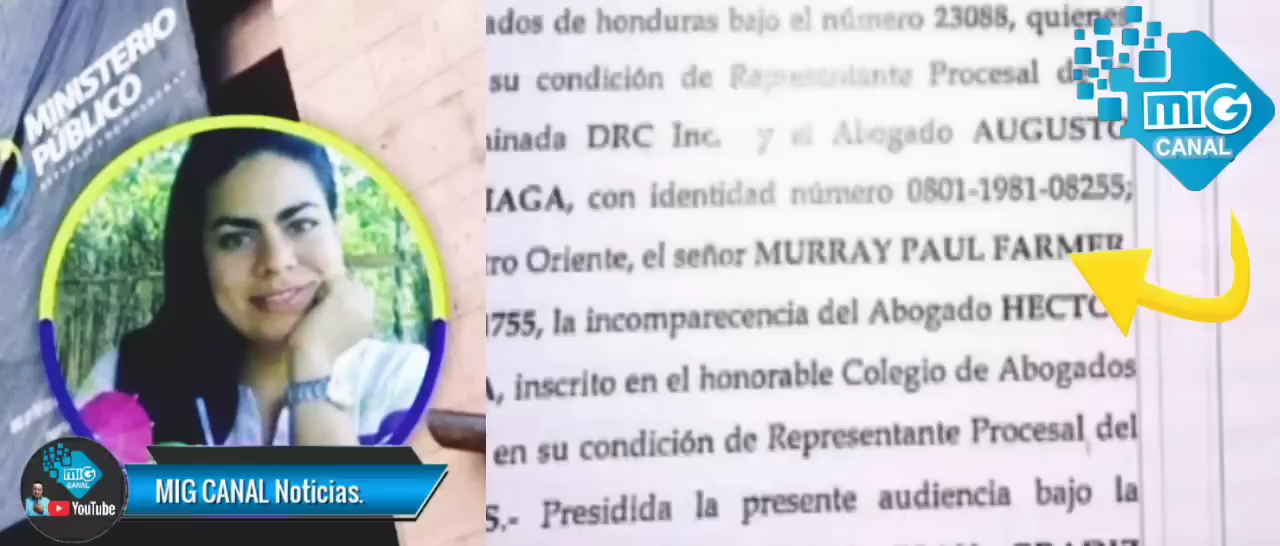 MINISTERIO
PÚBLICO
MIG
CANAL
YouTube
MIG CANAL Noticias.
ados de honduras bajo el número 23088, quienes
su condición de Representante Procesal d
minada DRC Inc. y el Abogado AUGUSTO
IAGA, con identidad número 0801-1981-08255;
ro Oriente, el señor MURRAY PAUL FARMER
755, la incomparecencia del Abogado HECTO
A, inscrito en el honorable Colegio de Abogados
en su condición de Representante Procesal del
S.- Presidida la presente audiencia bajo la
MIG
CANAL